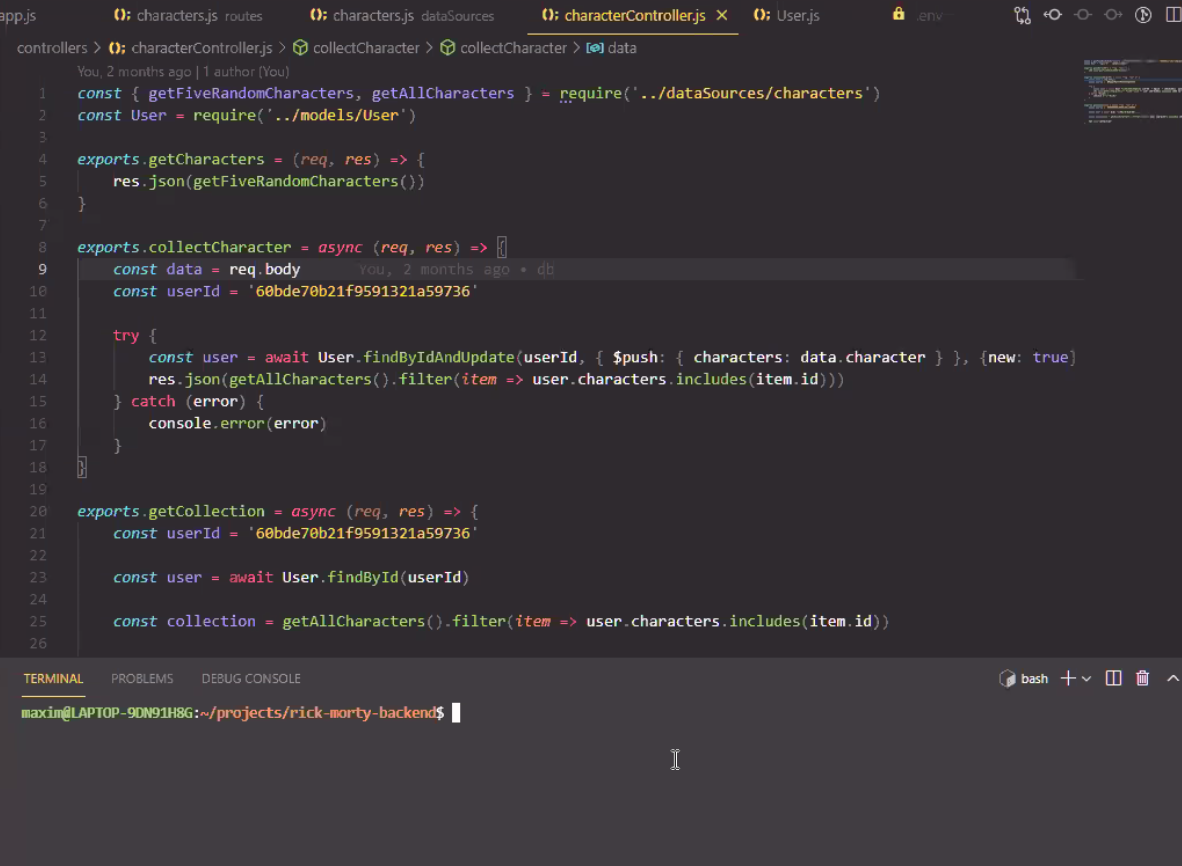 app.js characters.js routes characters.js dataSources characterController.js User.js .env
controllers > characterController.js > collectCharacter > collectCharacter > data
You, 2 months ago | 1 author (You)
1 const { getFiveRandomCharacters, getAllCharacters } = require('../dataSources/characters')
2 const User = require('../models/User')
3
4 exports.getCharacters = (req, res) => {
5 res.json(getFiveRandomCharacters())
6 }
7
8 exports.collectCharacter = async (req, res) => {
9 const data = req.body You, 2 months ago • db
10 const userId = '60bde70b21f9591321a59736'
11
12 try {
13 const user = await User.findByIdAndUpdate(userId, { $push: { characters: data.character } }, {new: true}
14 res.json(getAllCharacters().filter(item => user.characters.includes(item.id)))
15 } catch (error) {
16 console.error(error)
17 }
18 }
19
20 exports.getCollection = async (req, res) => {
21 const userId = '60bde70b21f9591321a59736'
22
23 const user = await User.findById(userId)
24
25 const collection = getAllCharacters().filter(item => user.characters.includes(item.id))
26
TERMINAL PROBLEMS DEBUG CONSOLE bash
maxim@LAPTOP-9DN91H8G:~/projects/rick-morty-backend$